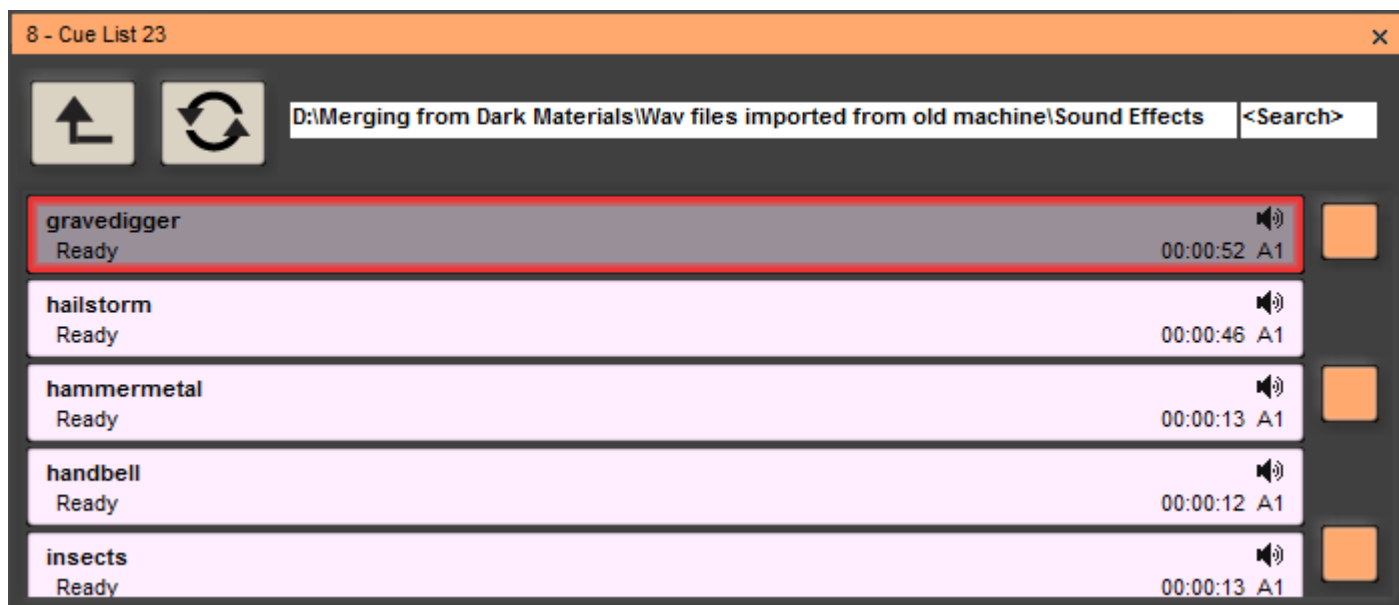 8 - Cue List 23
D:\Merging from Dark Materials\Wav files imported from old machine\Sound Effects <Search>
gravedigger
Ready 00:00:52 A1
hailstorm
Ready 00:00:46 A1
hammermetal
Ready 00:00:13 A1
handbell
Ready 00:00:12 A1
insects
Ready 00:00:13 A1